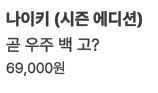 나이키 (시즌 에디션)
곧 우주 백 고?
69,000원